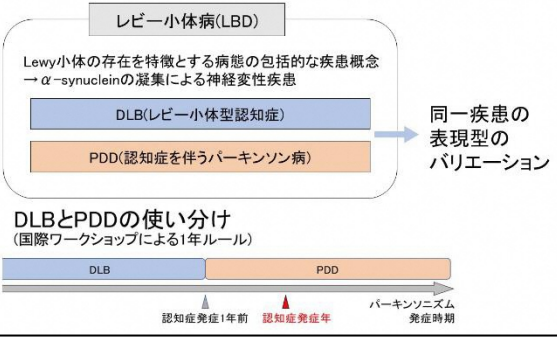 レビー小体病(LBD)
Lewy小体の存在を特徴とする病態の包括的な疾患概念
→α-synucleinの凝集による神経変性疾患
DLB(レビー小体型認知症)
PDD(認知症を伴うパーキンソン病)
同一疾患の
表現型の
バリエーション
DLBとPDDの使い分け
(国際ワークショップによる1年ルール)
DLB
PDD
認知症発症1年前
認知症発症年
パーキンソニズム
発症時期